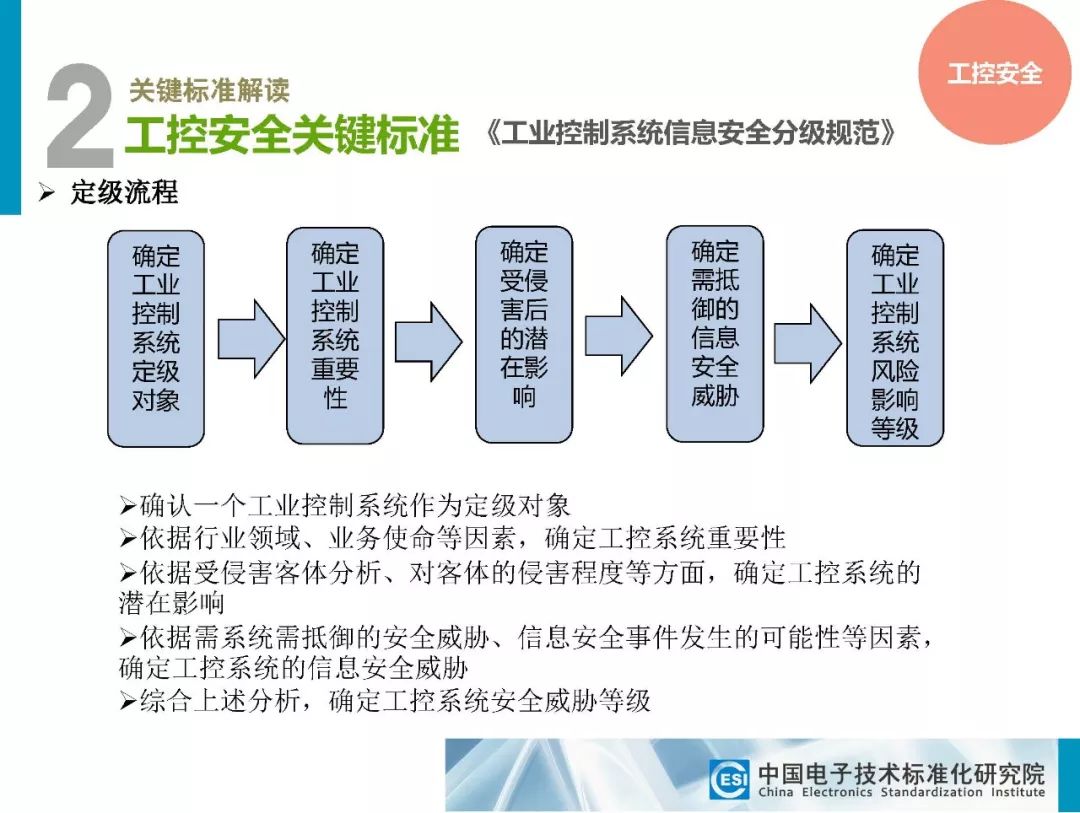 工控安全
2
关键标准解读
工控安全关键标准 《工业控制系统信息安全分级规范》
➢ 定级流程
确定
工业
控制
系统
定级
对象
确定
工业
控制
系统
重要
性
确定
受侵
害后
的潜
在影
响
确定
需抵
御的
信息
安全
威胁
确定
工业
控制
系统
风险
影响
等级
➢确认一个工业控制系统作为定级对象
➢依据行业领域、业务使命等因素，确定工控系统重要性
➢依据受侵害客体分析、对客体的侵害程度等方面，确定工控系统的
潜在影响
➢依据需系统需抵御的安全威胁、信息安全事件发生的可能性等因素，
确定工控系统的信息安全威胁
➢综合上述分析，确定工控系统安全威胁等级
CESI 中国电子技术标准化研究院
China Electronics Standardization Institute